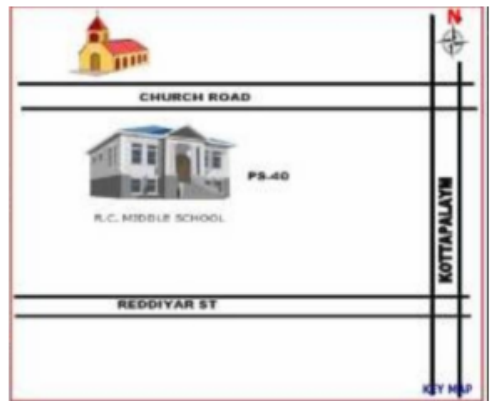 N
CHURCH ROAD
PS-40
R.C. MIDDLE SCHOOL
KOTTAPALAYM
REDDIYAR ST
KEY MAP